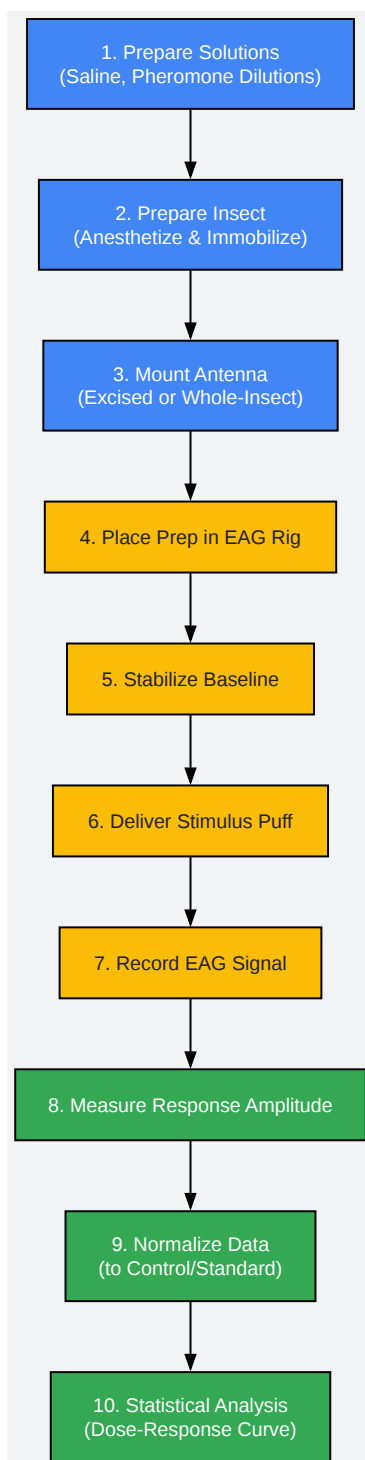 1. Prepare Solutions
(Saline, Pheromone Dilutions)
2. Prepare Insect
(Anesthetize & Immobilize)
3. Mount Antenna
(Excised or Whole-Insect)
4. Place Prep in EAG Rig
5. Stabilize Baseline
6. Deliver Stimulus Puff
7. Record EAG Signal
8. Measure Response Amplitude
9. Normalize Data
(to Control/Standard)
10. Statistical Analysis
(Dose-Response Curve)